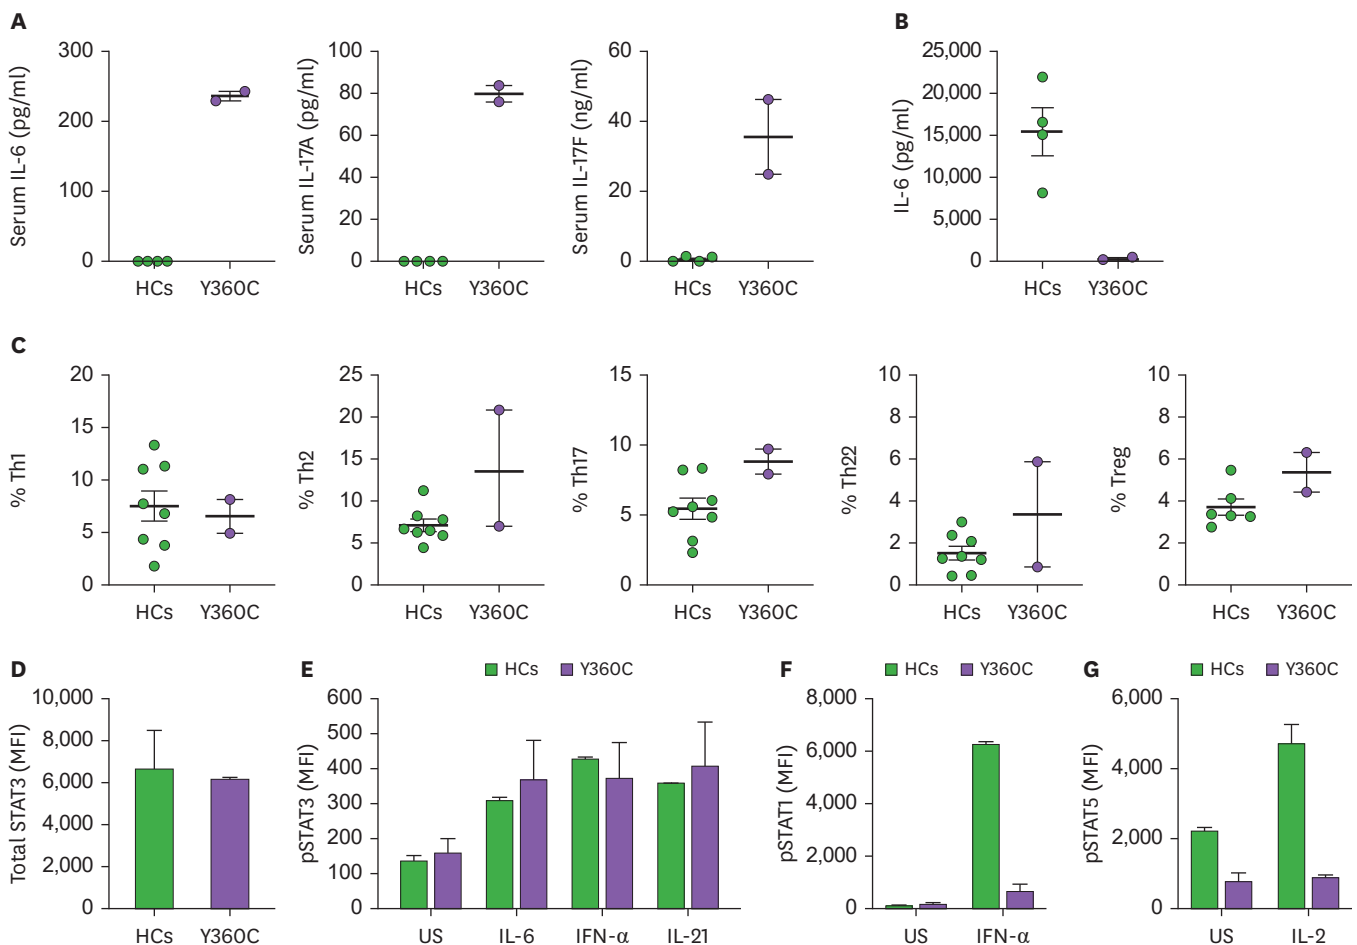 A
Serum IL-6 (pg/ml)
300
200
100
0
HCs Y360C
Serum IL-17A (pg/ml)
100
80
60
40
20
0
HCs Y360C
Serum IL-17F (ng/ml)
60
40
20
0
HCs Y360C
B
IL-6 (pg/ml)
25,000
20,000
15,000
10,000
5,000
0
HCs Y360C
C
% Th1
20
15
10
5
0
HCs Y360C
% Th2
25
20
15
10
5
0
HCs Y360C
% Th17
15
10
5
0
HCs Y360C
% Th22
10
8
6
4
2
0
HCs Y360C
% Treg
10
8
6
4
2
0
HCs Y360C
D
Total STAT3 (MFI)
10,000
8,000
6,000
4,000
2,000
0
HCs Y360C
E
HCs Y360C
pSTAT3 (MFI)
600
500
400
300
200
100
0
US IL-6 IFN-α IL-21
F
HCs Y360C
pSTAT1 (MFI)
8,000
6,000
4,000
2,000
0
US IFN-α
G
HCs Y360C
pSTAT5 (MFI)
6,000
4,000
2,000
0
US IL-2